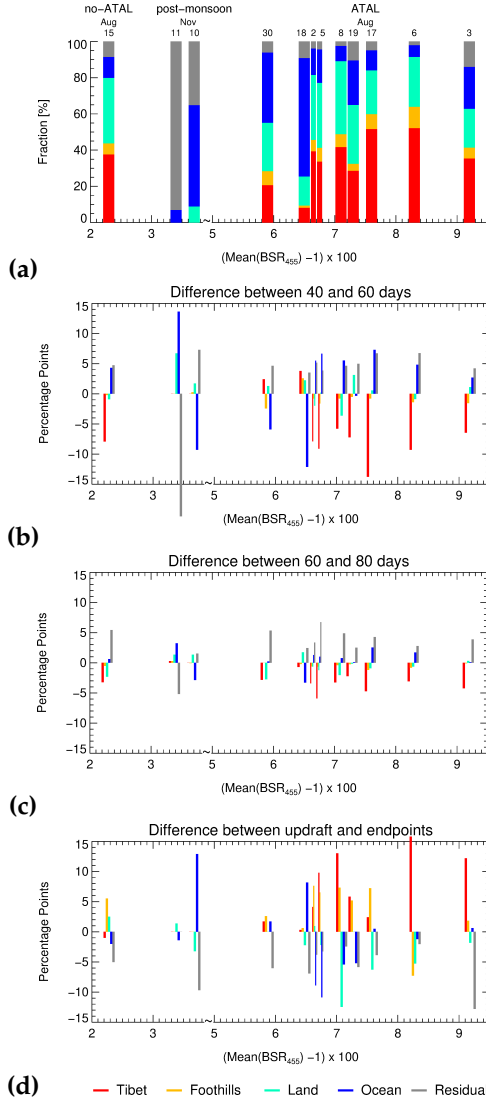 no-ATAL post-monsoon ATAL
Aug Nov Aug
15 11 10 30 18 2 5 8 19 17 6 3
100
80
60
40
20
0
Fraction [%]
2 3 4 5 6 7 8 9
~
(Mean(BSR455) −1) x 100
(a)
Difference between 40 and 60 days
15
10
5
0
−5
−10
−15
Percentage Points
2 3 4 5 6 7 8 9
~
(Mean(BSR455) −1) x 100
(b)
Difference between 60 and 80 days
15
10
5
0
−5
−10
−15
Percentage Points
2 3 4 5 6 7 8 9
~
(Mean(BSR455) −1) x 100
(c)
Difference between updraft and endpoints
15
10
5
0
−5
−10
−15
Percentage Points
2 3 4 5 6 7 8 9
~
(Mean(BSR455) −1) x 100
(d) Tibet Foothills Land Ocean Residua